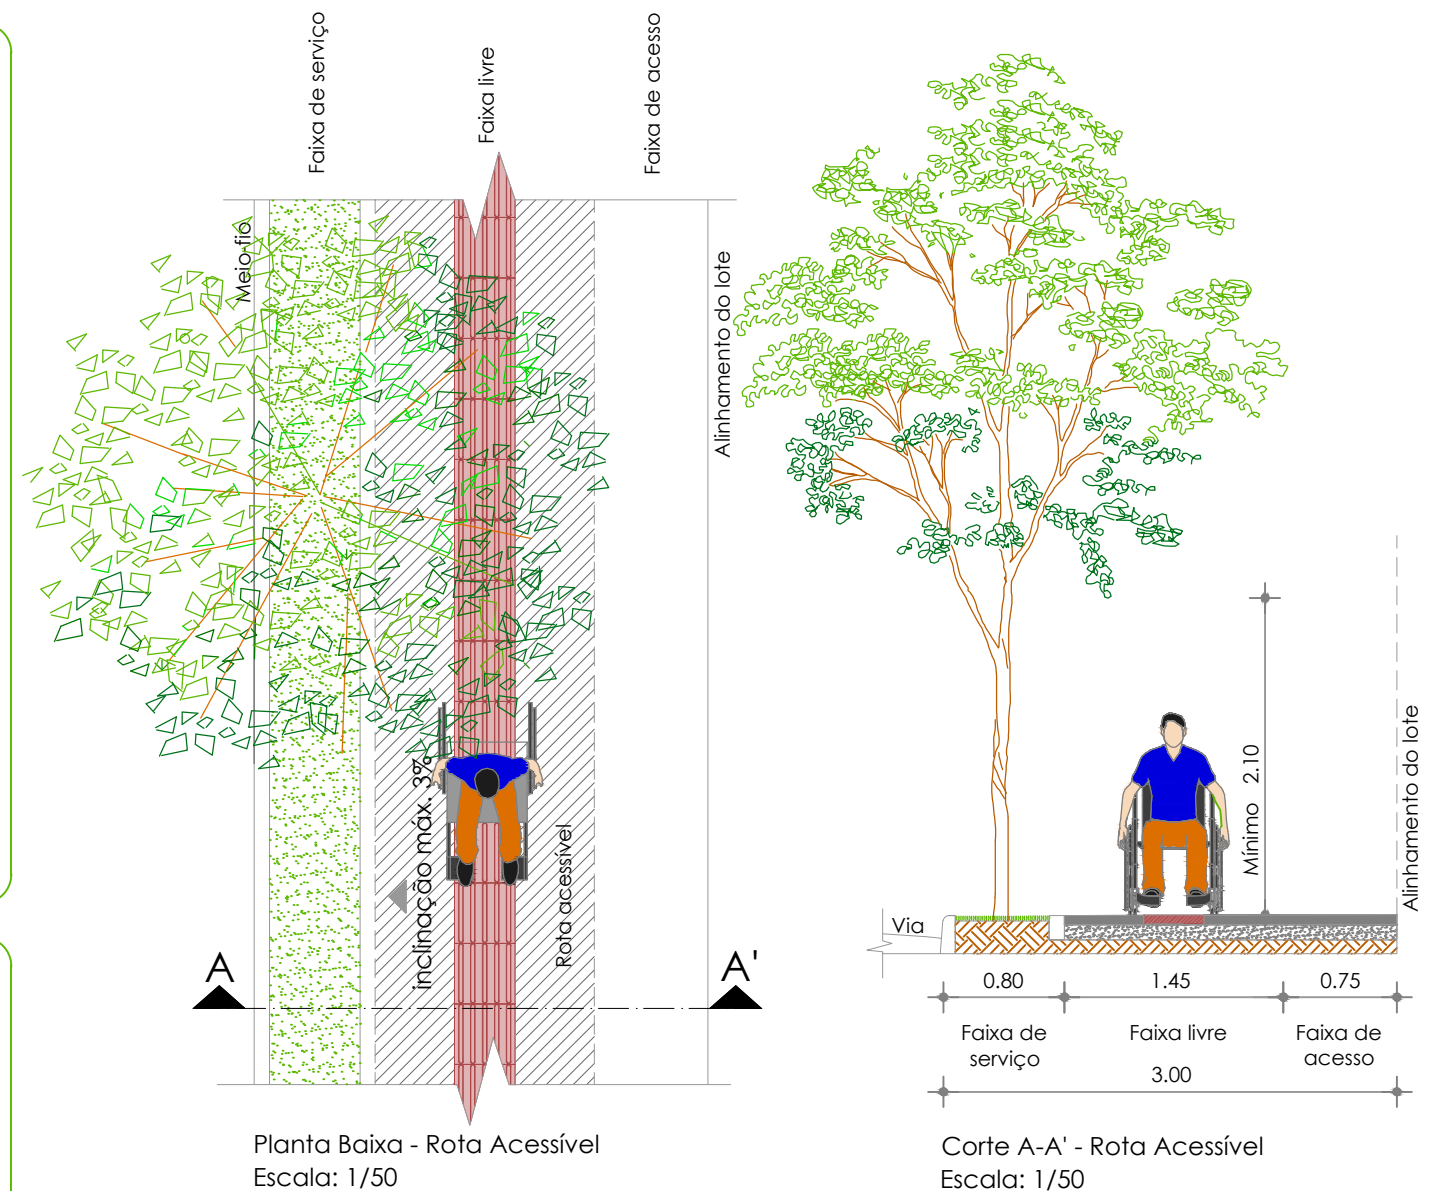 Faixa de serviço
Faixa livre
Faixa de acesso
Meio-fio
Alinhamento do lote
inclinação máx. 3%
Rota acessível
A
A'
Planta Baixa - Rota Acessível
Escala: 1/50
Mínimo 2.10
Alinhamento do lote
Via
0.80
1.45
0.75
Faixa de
serviço
Faixa livre
Faixa de
acesso
3.00
Corte A-A' - Rota Acessível
Escala: 1/50